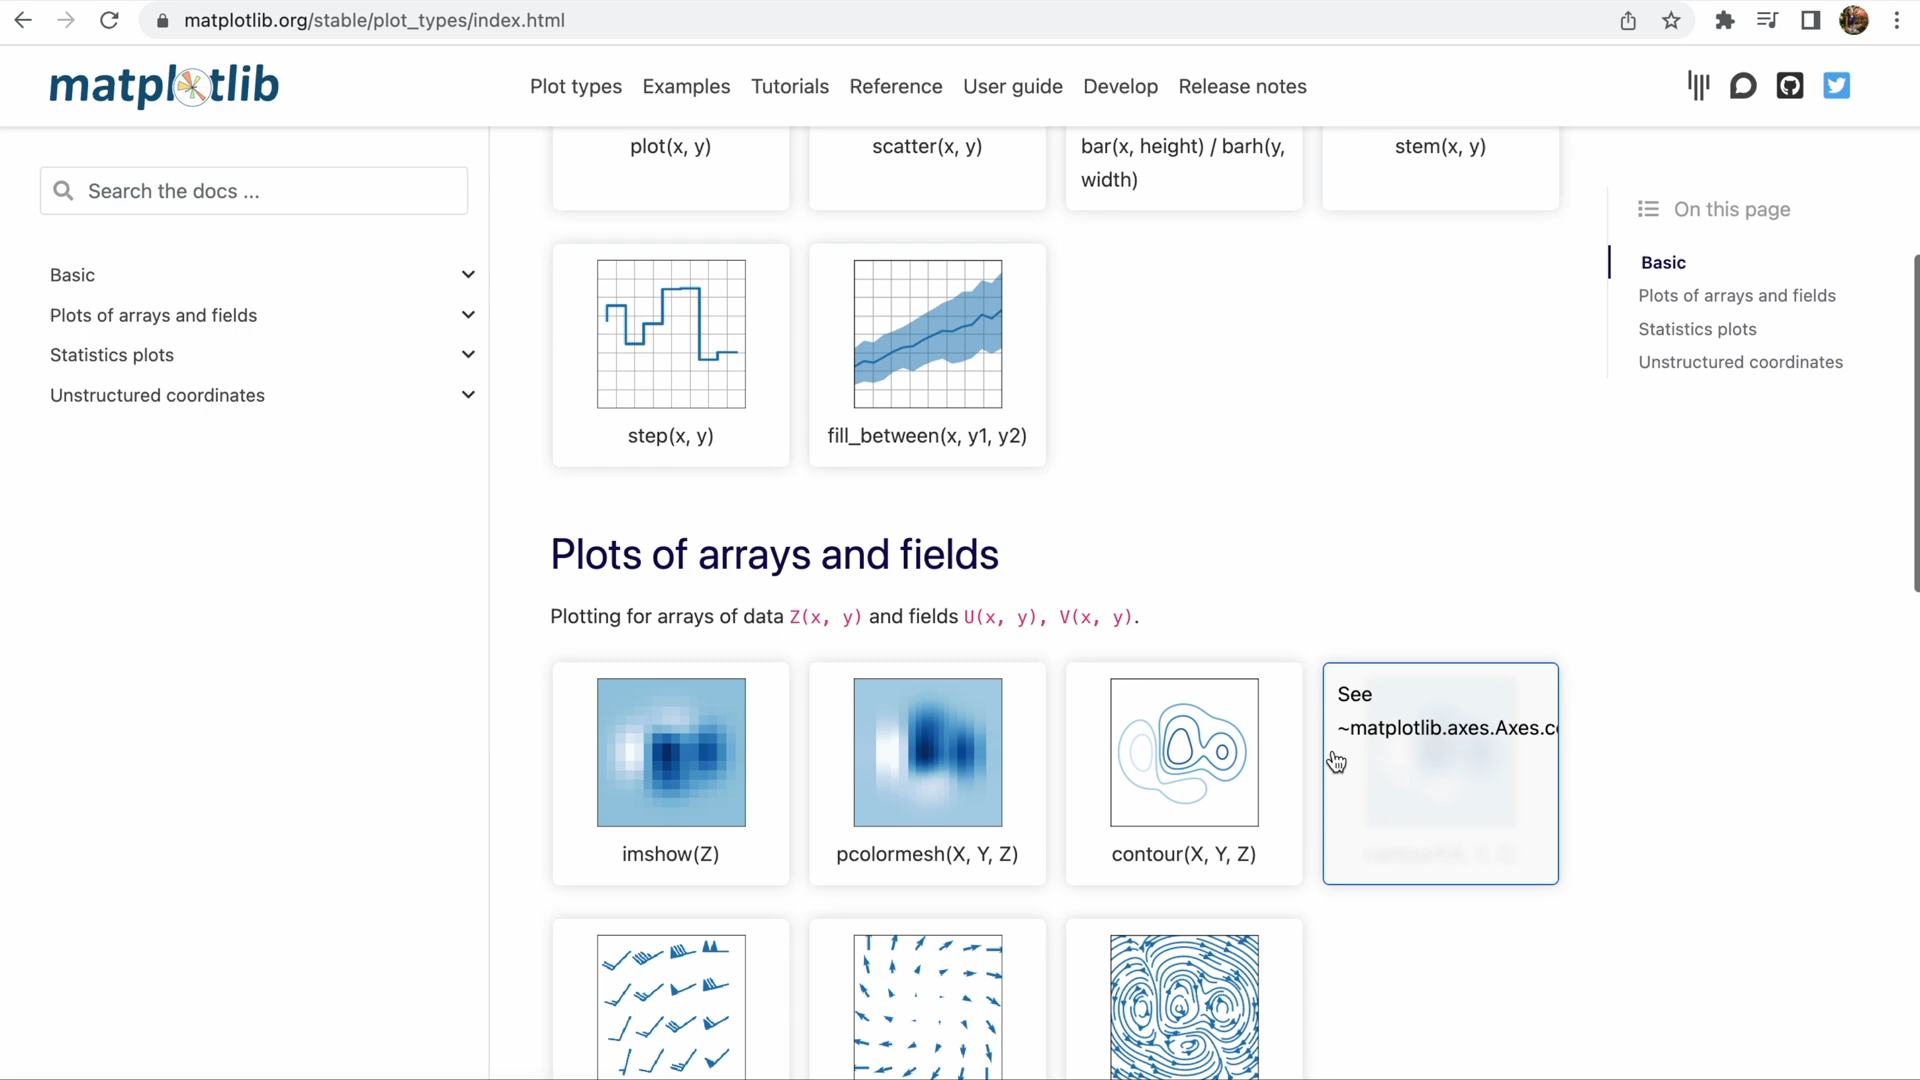 matplotlib.org/stable/plot_types/index.html
matplotlib
Plot types
Examples
Tutorials
Reference
User guide
Develop
Release notes
Search the docs ...
Basic
Plots of arrays and fields
Statistics plots
Unstructured coordinates
plot(x, y)
scatter(x, y)
bar(x, height) / barh(y,
width)
stem(x, y)
step(x, y)
fill_between(x, y1, y2)
Plots of arrays and fields
Plotting for arrays of data Z(x, y) and fields U(x, y), V(x, y).
imshow(Z)
pcolormesh(X, Y, Z)
contour(X, Y, Z)
See
~matplotlib.axes.Axes.co
On this page
Basic
Plots of arrays and fields
Statistics plots
Unstructured coordinates